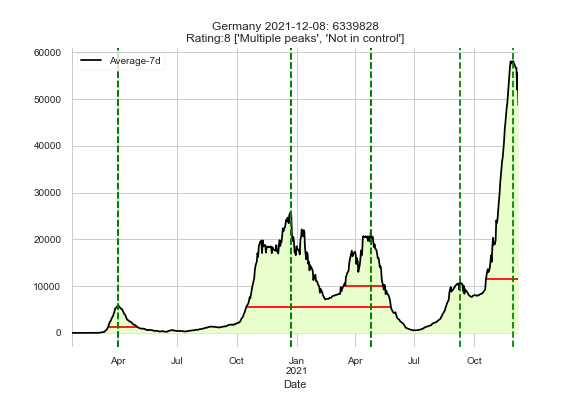 Germany 2021-12-08: 6339828
Rating:8 ['Multiple peaks', 'Not in control']
Average-7d
60000
50000
40000
30000
20000
10000
0
Apr Jul Oct Jan Apr Jul Oct
2021
Date